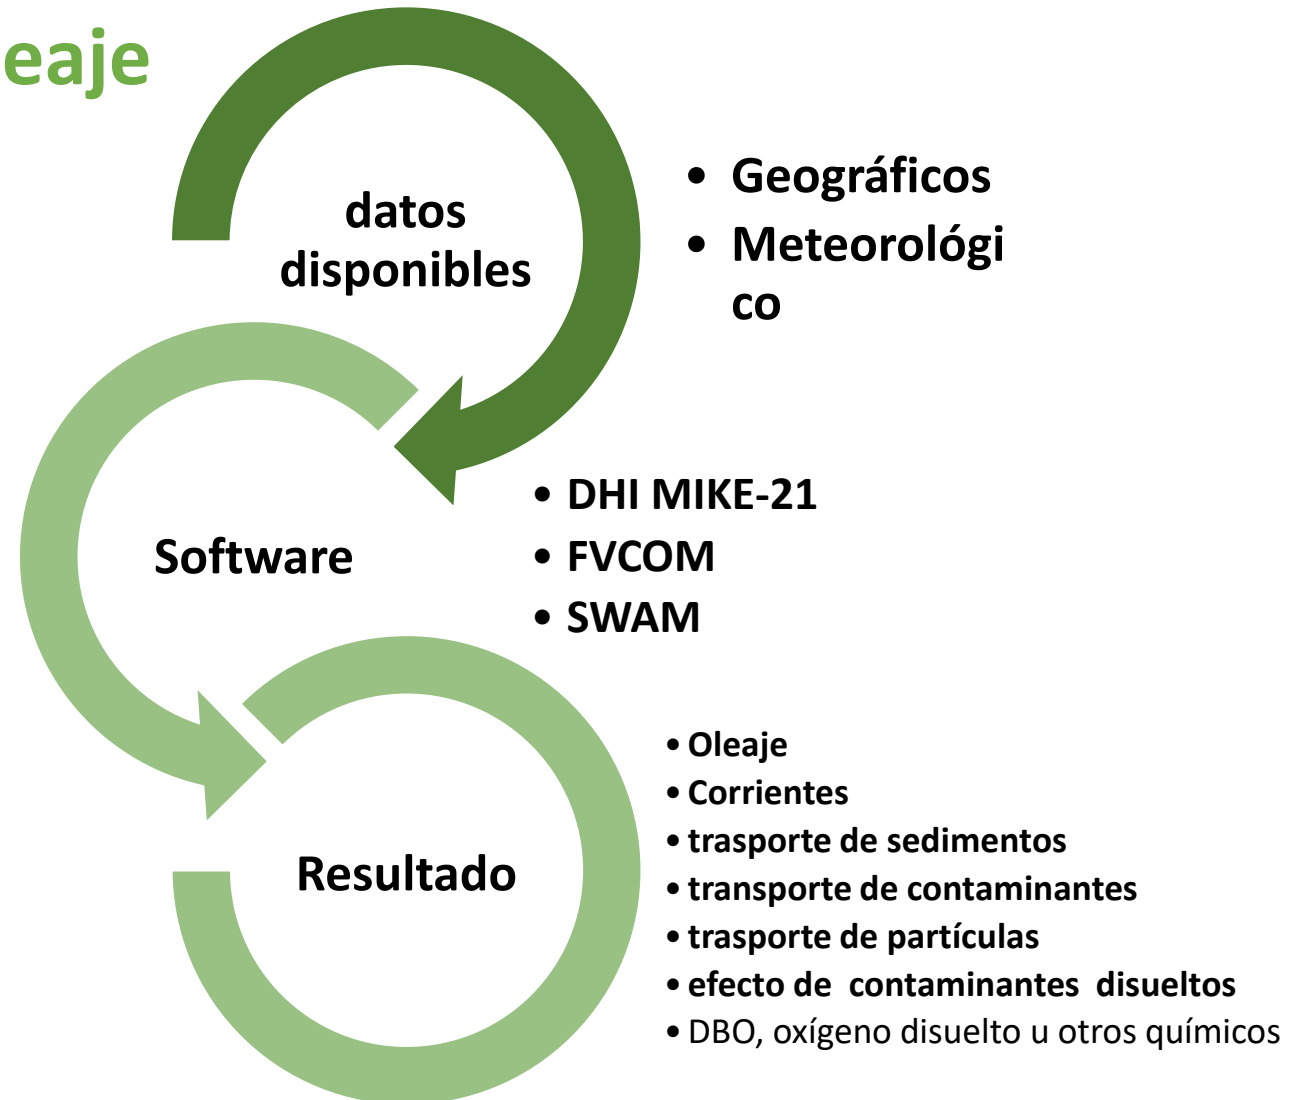 eaje
datos
disponibles
• Geográficos
• Meteorológi
co
Software
• DHI MIKE-21
• FVCOM
• SWAM
Resultado
• Oleaje
• Corrientes
• trasporte de sedimentos
• transporte de contaminantes
• trasporte de partículas
• efecto de contaminantes disueltos
• DBO, oxígeno disuelto u otros químicos